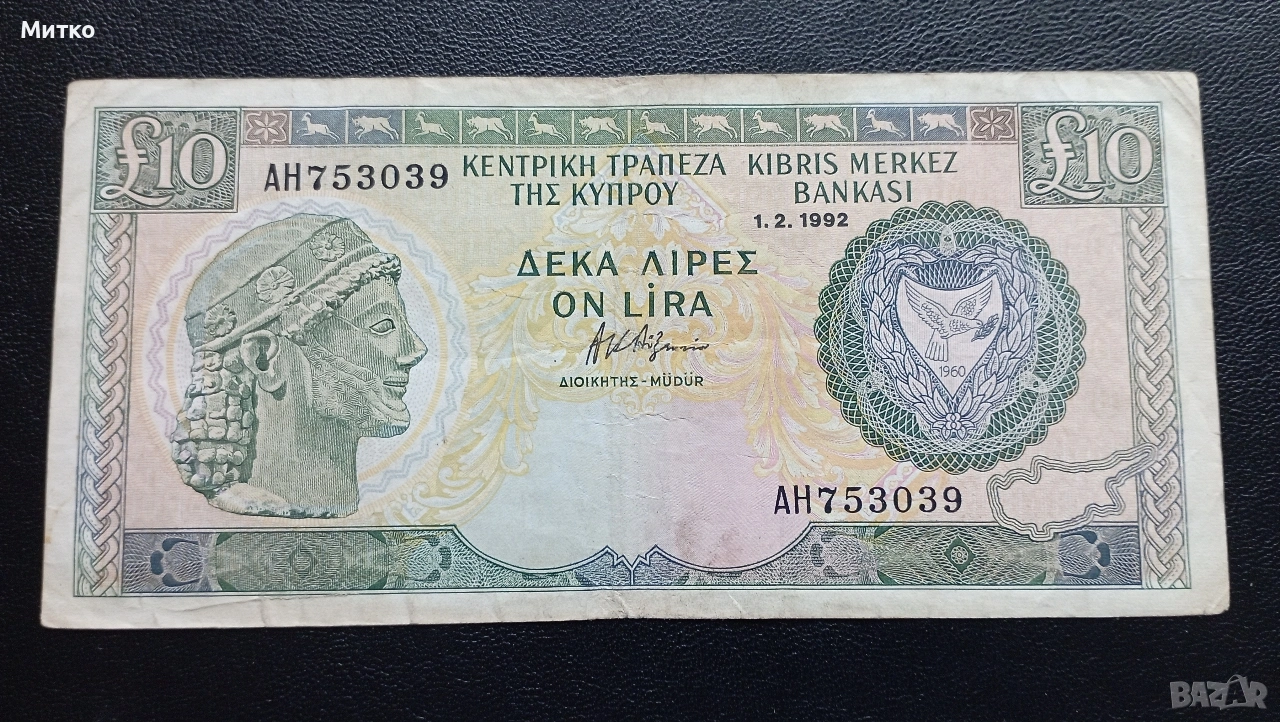 Митко
£10
£10
AH753039
ΚΕΝΤΡΙΚΗ ΤΡΑΠΕΖΑ
ΤΗΣ ΚΥΠΡΟΥ
KIBRIS MERKEZ
BANKASI
1.2.1992
ΔΕΚΑ ΛΙΡΕΣ
ON LİRA
ΔΙΟΙΚΗΤΗΣ - MÜDÜR
1960
AH753039
BAZAR